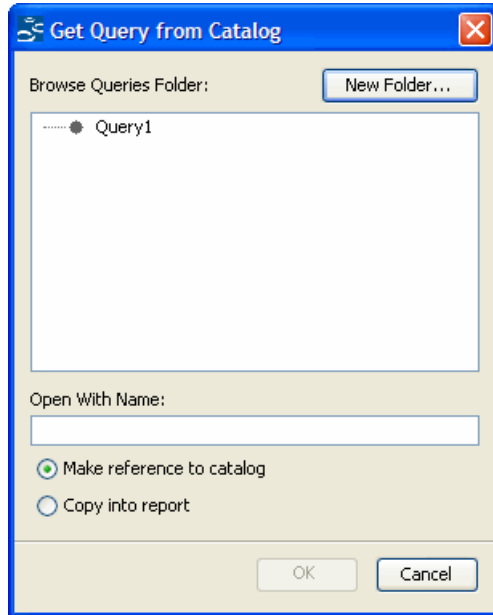 Get Query from Catalog
Browse Queries Folder:
New Folder...
Query1
Open With Name:
Make reference to catalog
Copy into report
OK
Cancel